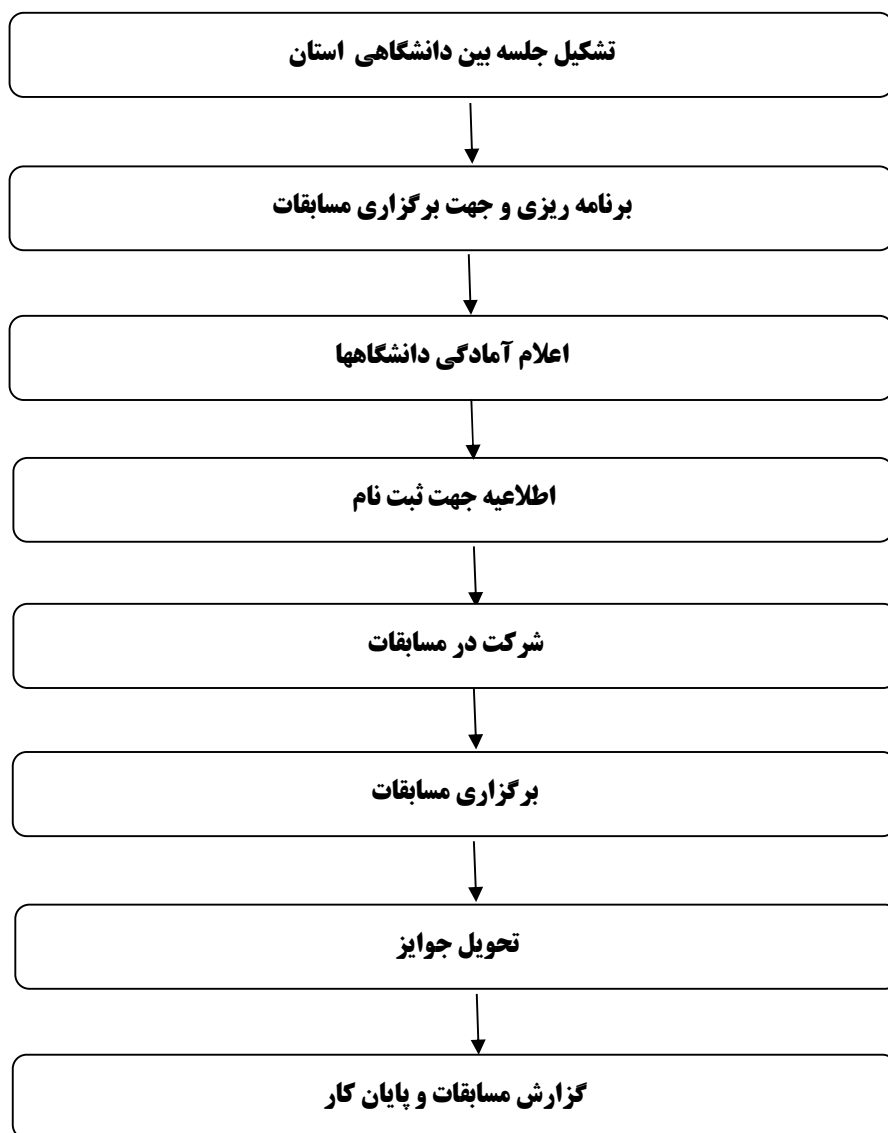 تشکیل جلسه بین دانشگاهی استان
برنامه ریزی و جهت برگزاری مسابقات
اعلام آمادگی دانشگاهها
اطلاعیه جهت ثبت نام
شرکت در مسابقات
برگزاری مسابقات
تحویل جوایز
گزارش مسابقات و پایان کار